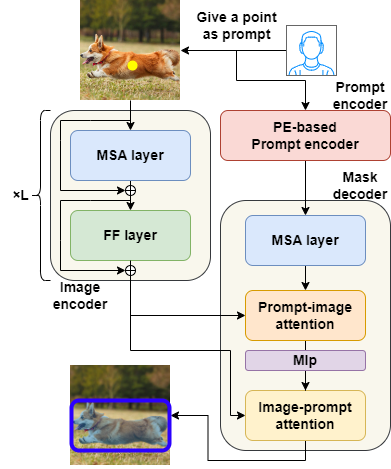 Give a point
as prompt
Prompt
encoder
PE-based
Prompt encoder
MSA layer
×L
FF layer
Image
encoder
Mask
decoder
MSA layer
Prompt-image
attention
Mlp
Image-prompt
attention